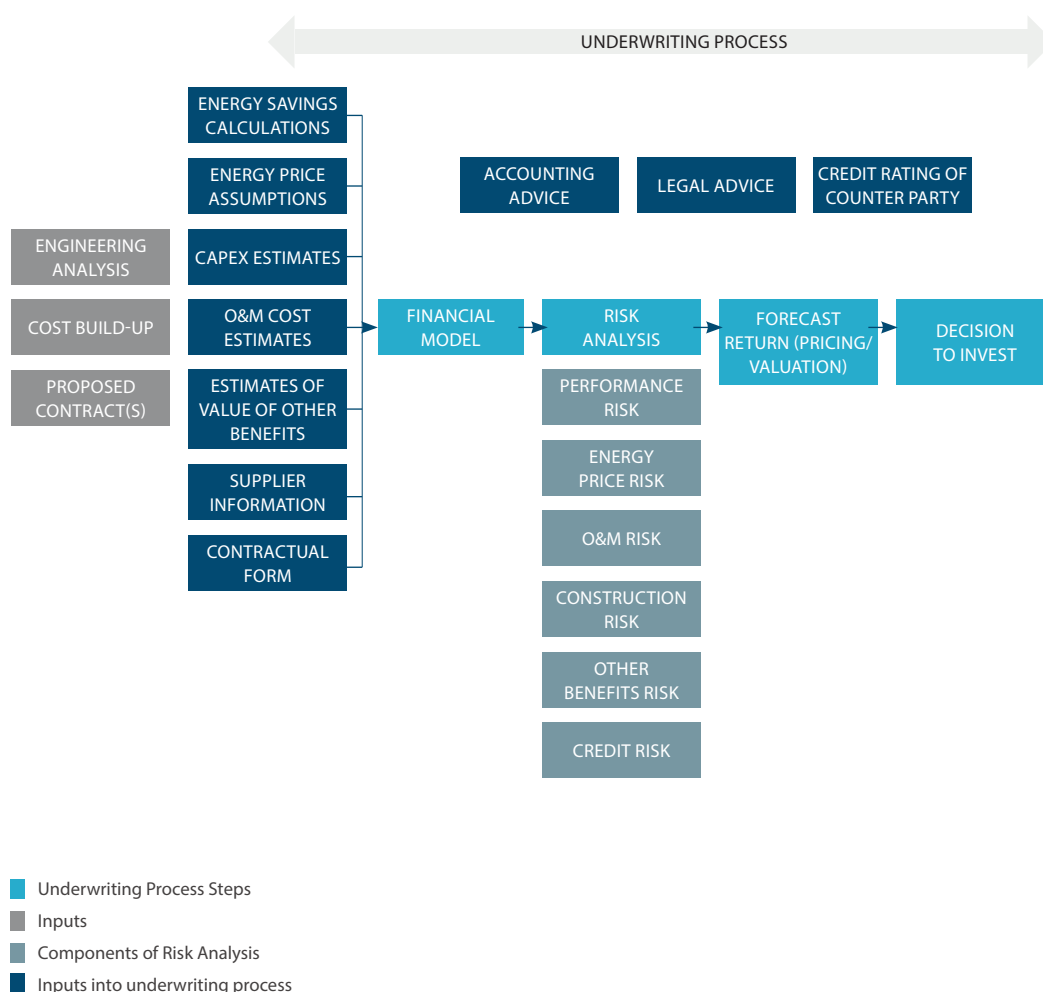 UNDERWRITING PROCESS
ENERGY SAVINGS
CALCULATIONS
ENERGY PRICE
ASSUMPTIONS
ACCOUNTING
ADVICE
LEGAL ADVICE
CREDIT RATING OF
COUNTER PARTY
ENGINEERING
ANALYSIS
CAPEX ESTIMATES
COST BUILD-UP
O&M COST
ESTIMATES
FINANCIAL
MODEL
RISK
ANALYSIS
FORECAST
RETURN (PRICING/
VALUATION)
DECISION
TO INVEST
PROPOSED
CONTRACT(S)
ESTIMATES OF
VALUE OF OTHER
BENEFITS
PERFORMANCE
RISK
SUPPLIER
INFORMATION
ENERGY
PRICE RISK
CONTRACTUAL
FORM
O&M RISK
CONSTRUCTION
RISK
OTHER
BENEFITS RISK
CREDIT RISK
Underwriting Process Steps
Inputs
Components of Risk Analysis
Inputs into underwriting process